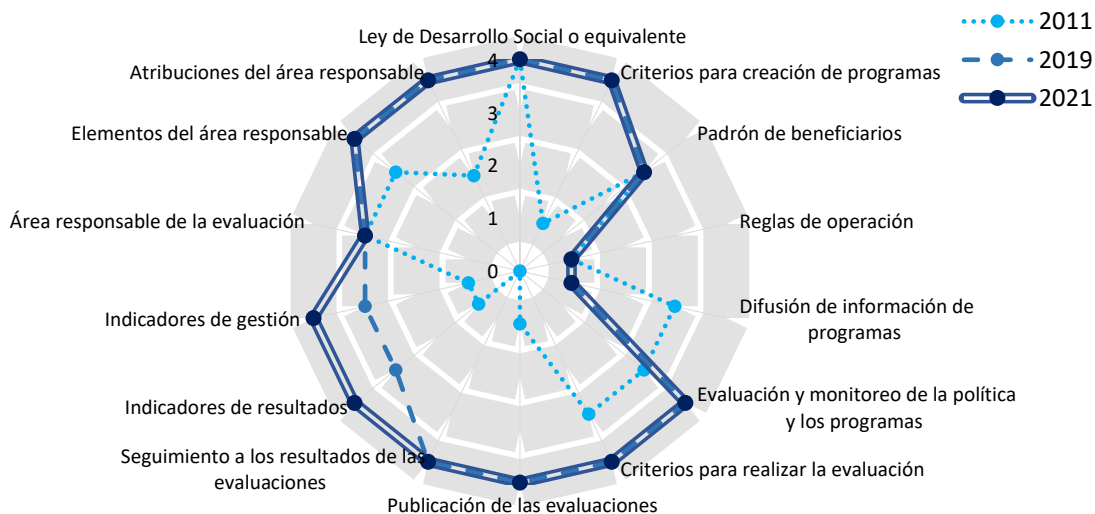 2011
2019
2021
Ley de Desarrollo Social o equivalente
Criterios para creación de programas
Padrón de beneficiarios
Reglas de operación
Difusión de información de
programas
Evaluación y monitoreo de la política
y los programas
Criterios para realizar la evaluación
Publicación de las evaluaciones
Seguimiento a los resultados de las
evaluaciones
Indicadores de resultados
Indicadores de gestión
Área responsable de la evaluación
Elementos del área responsable
Atribuciones del área responsable
4
3
2
1
0